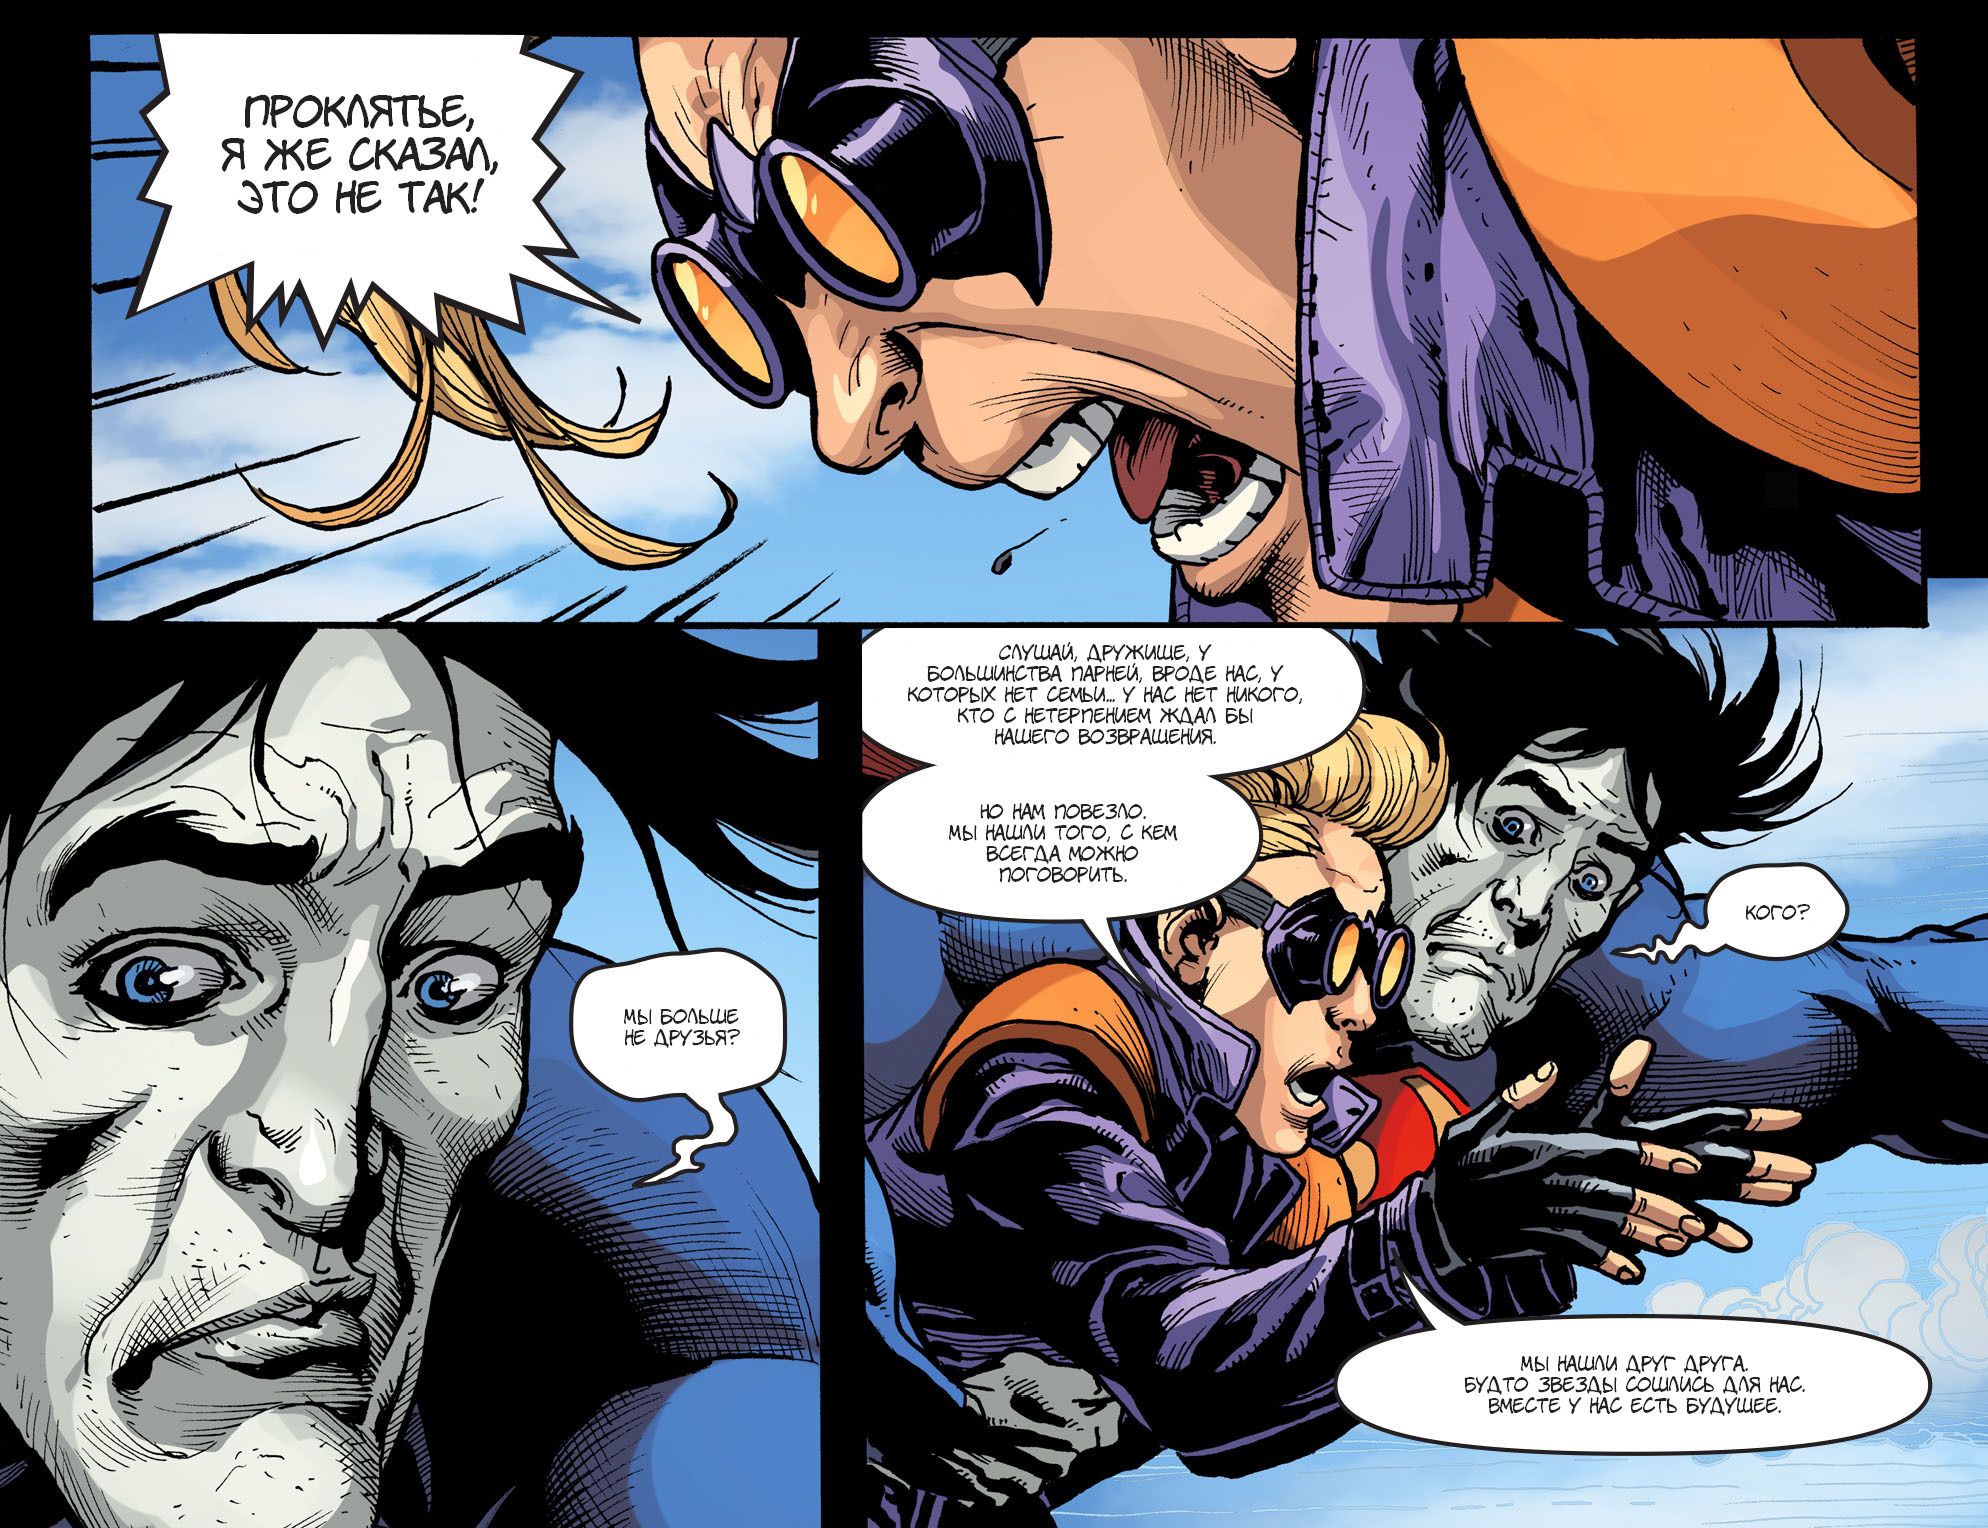 ПРОКЛЯТЬЕ,
Я ЖЕ СКАЗАЛ,
ЭТО НЕ ТАК!
МЫ БОЛЬШЕ
НЕ ДРУЗЬЯ?
СЛУШАЙ, ДРУЖИЩЕ, У
БОЛЬШИНСТВА ПАРНЕЙ, ВРОДЕ НАС, У
КОТОРЫХ НЕТ СЕМЬИ... У НАС НЕТ НИКОГО,
КТО С НЕТЕРПЕНИЕМ ЖДАЛ БЫ
НАШЕГО ВОЗВРАЩЕНИЯ.
НО НАМ ПОВЕЗЛО.
МЫ НАШЛИ ТОГО, С КЕМ
ВСЕГДА МОЖНО
ПОГОВОРИТЬ.
КОГО?
МЫ НАШЛИ ДРУГ ДРУГА.
БУДТО ЗВЕЗДЫ СОШЛИСЬ ДЛЯ НАС.
ВМЕСТЕ У НАС ЕСТЬ БУДУЩЕЕ.